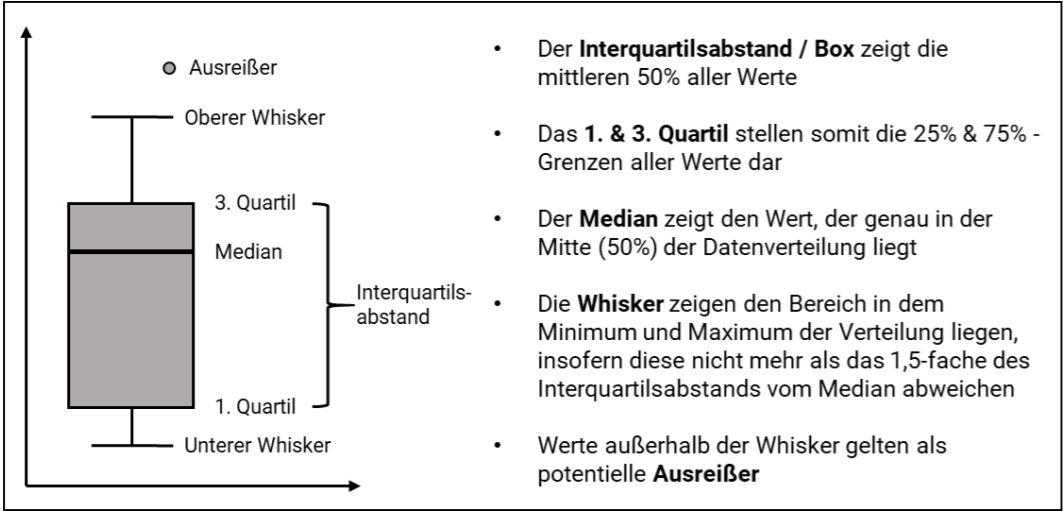 Ausreißer
Oberer Whisker
3. Quartil
Median
Interquartils-
abstand
1. Quartil
Unterer Whisker
• Der Interquartilsabstand / Box zeigt die
mittleren 50% aller Werte
• Das 1. & 3. Quartil stellen somit die 25% & 75% -
Grenzen aller Werte dar
• Der Median zeigt den Wert, der genau in der
Mitte (50%) der Datenverteilung liegt
• Die Whisker zeigen den Bereich in dem
Minimum und Maximum der Verteilung liegen,
insofern diese nicht mehr als das 1,5-fache des
Interquartilsabstands vom Median abweichen
• Werte außerhalb der Whisker gelten als
potentielle Ausreißer